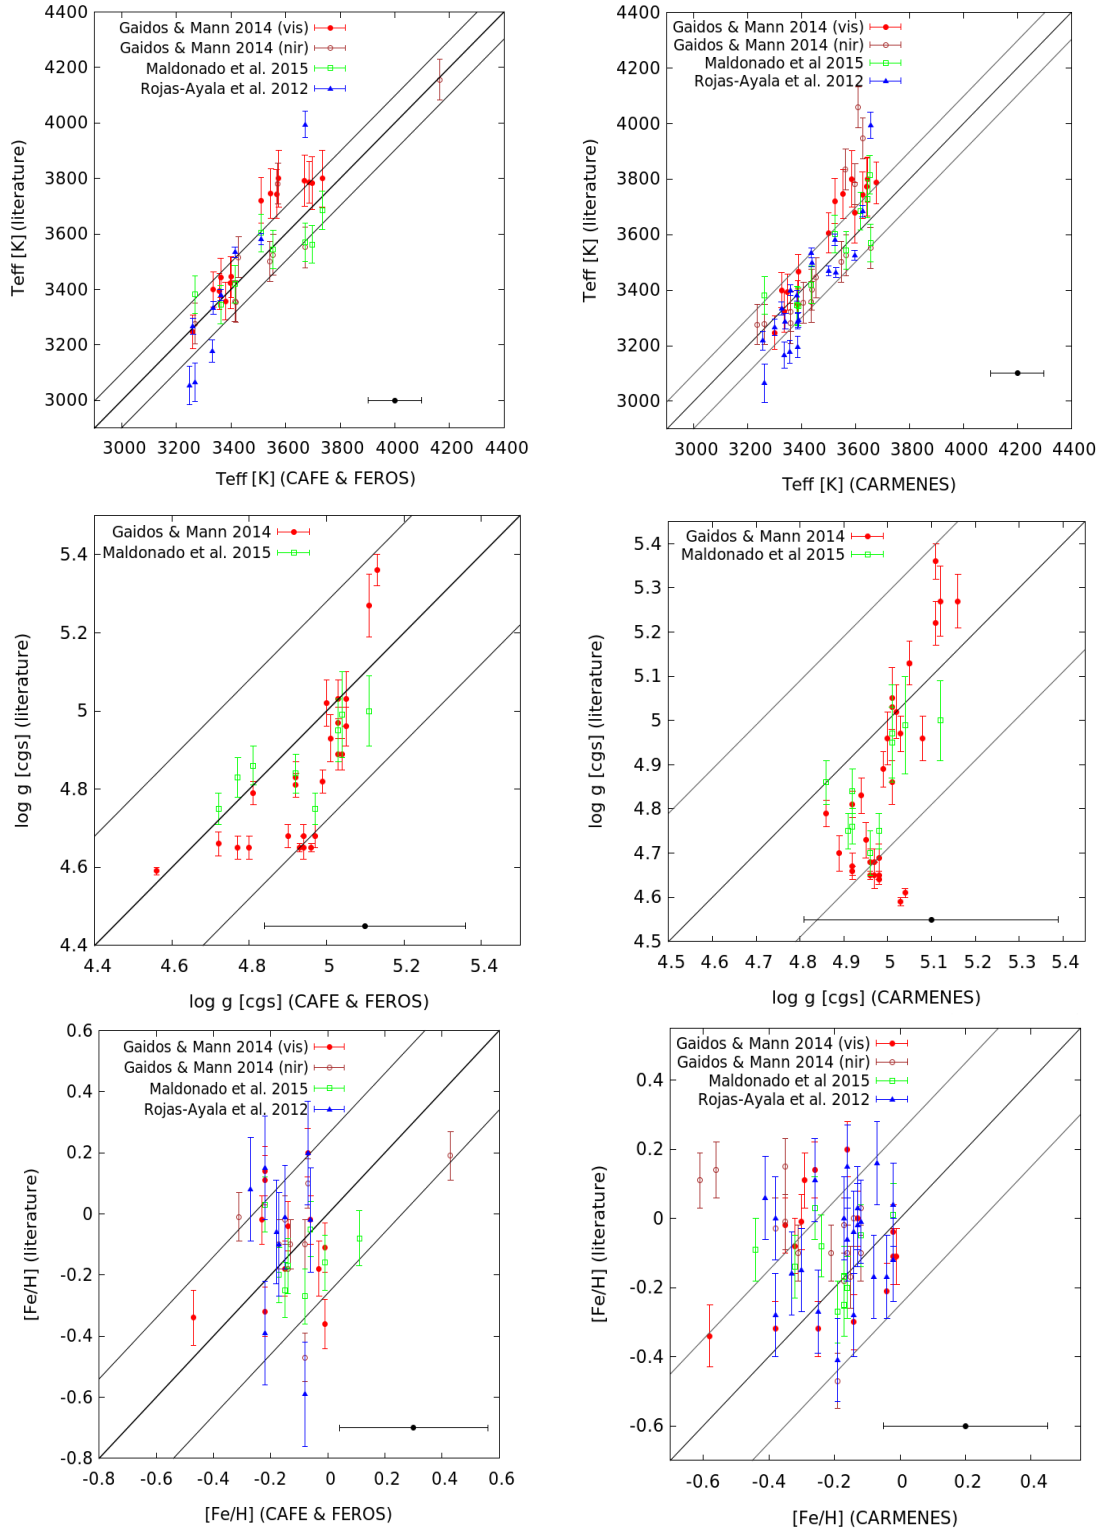 Gaidos & Mann 2014 (vis)
Gaidos & Mann 2014 (nir)
Maldonado et al. 2015
Rojas-Ayala et al. 2012
4400
4200
4000
3800
3600
3400
3200
3000
Teff [K] (literature)
3000 3200 3400 3600 3800 4000 4200 4400
Teff [K] (CAFE & FEROS)
Gaidos & Mann 2014 (vis)
Gaidos & Mann 2014 (nir)
Maldonado et al. 2015
Rojas-Ayala et al. 2012
4400
4200
4000
3800
3600
3400
3200
3000
Teff [K] (literature)
3000 3200 3400 3600 3800 4000 4200 4400
Teff [K] (CARMENES)
Gaidos & Mann 2014
Maldonado et al. 2015
5.4
5.2
5
4.8
4.6
4.4
log g [cgs] (literature)
4.4 4.6 4.8 5 5.2 5.4
log g [cgs] (CAFE & FEROS)
Gaidos & Mann 2014
Maldonado et al 2015
5.4
5.3
5.2
5.1
5
4.9
4.8
4.7
4.6
4.5
log g [cgs] (literature)
4.5 4.6 4.7 4.8 4.9 5 5.1 5.2 5.3 5.4
log g [cgs] (CARMENES)
Gaidos & Mann 2014 (vis)
Gaidos & Mann 2014 (nir)
Maldonado et al. 2015
Rojas-Ayala et al. 2012
0.6
0.4
0.2
0
-0.2
-0.4
-0.6
-0.8
[Fe/H] (literature)
-0.8 -0.6 -0.4 -0.2 0 0.2 0.4 0.6
[Fe/H] (CAFE & FEROS)
Gaidos & Mann 2014 (vis)
Gaidos & Mann 2014 (nir)
Maldonado et al 2015
Rojas-Ayala et al. 2012
0.4
0.2
0
-0.2
-0.4
-0.6
[Fe/H] (literature)
-0.6 -0.4 -0.2 0 0.2 0.4
[Fe/H] (CARMENES)